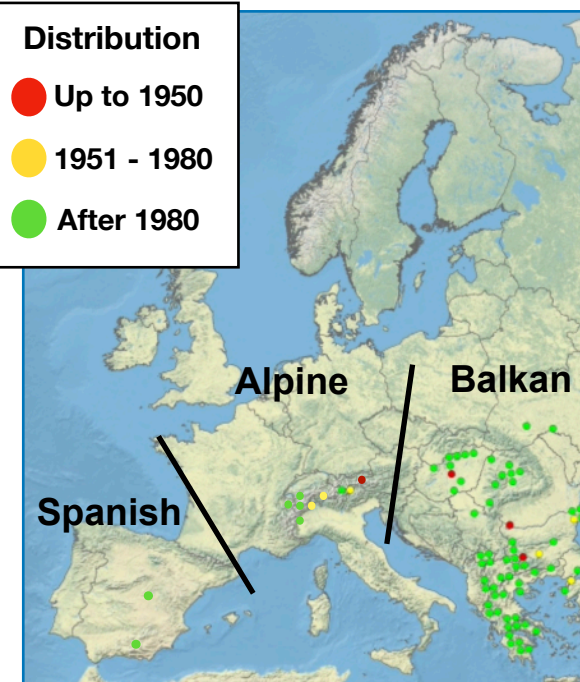 Distribution
Up to 1950
1951 - 1980
After 1980
Alpine
Balkan
Spanish